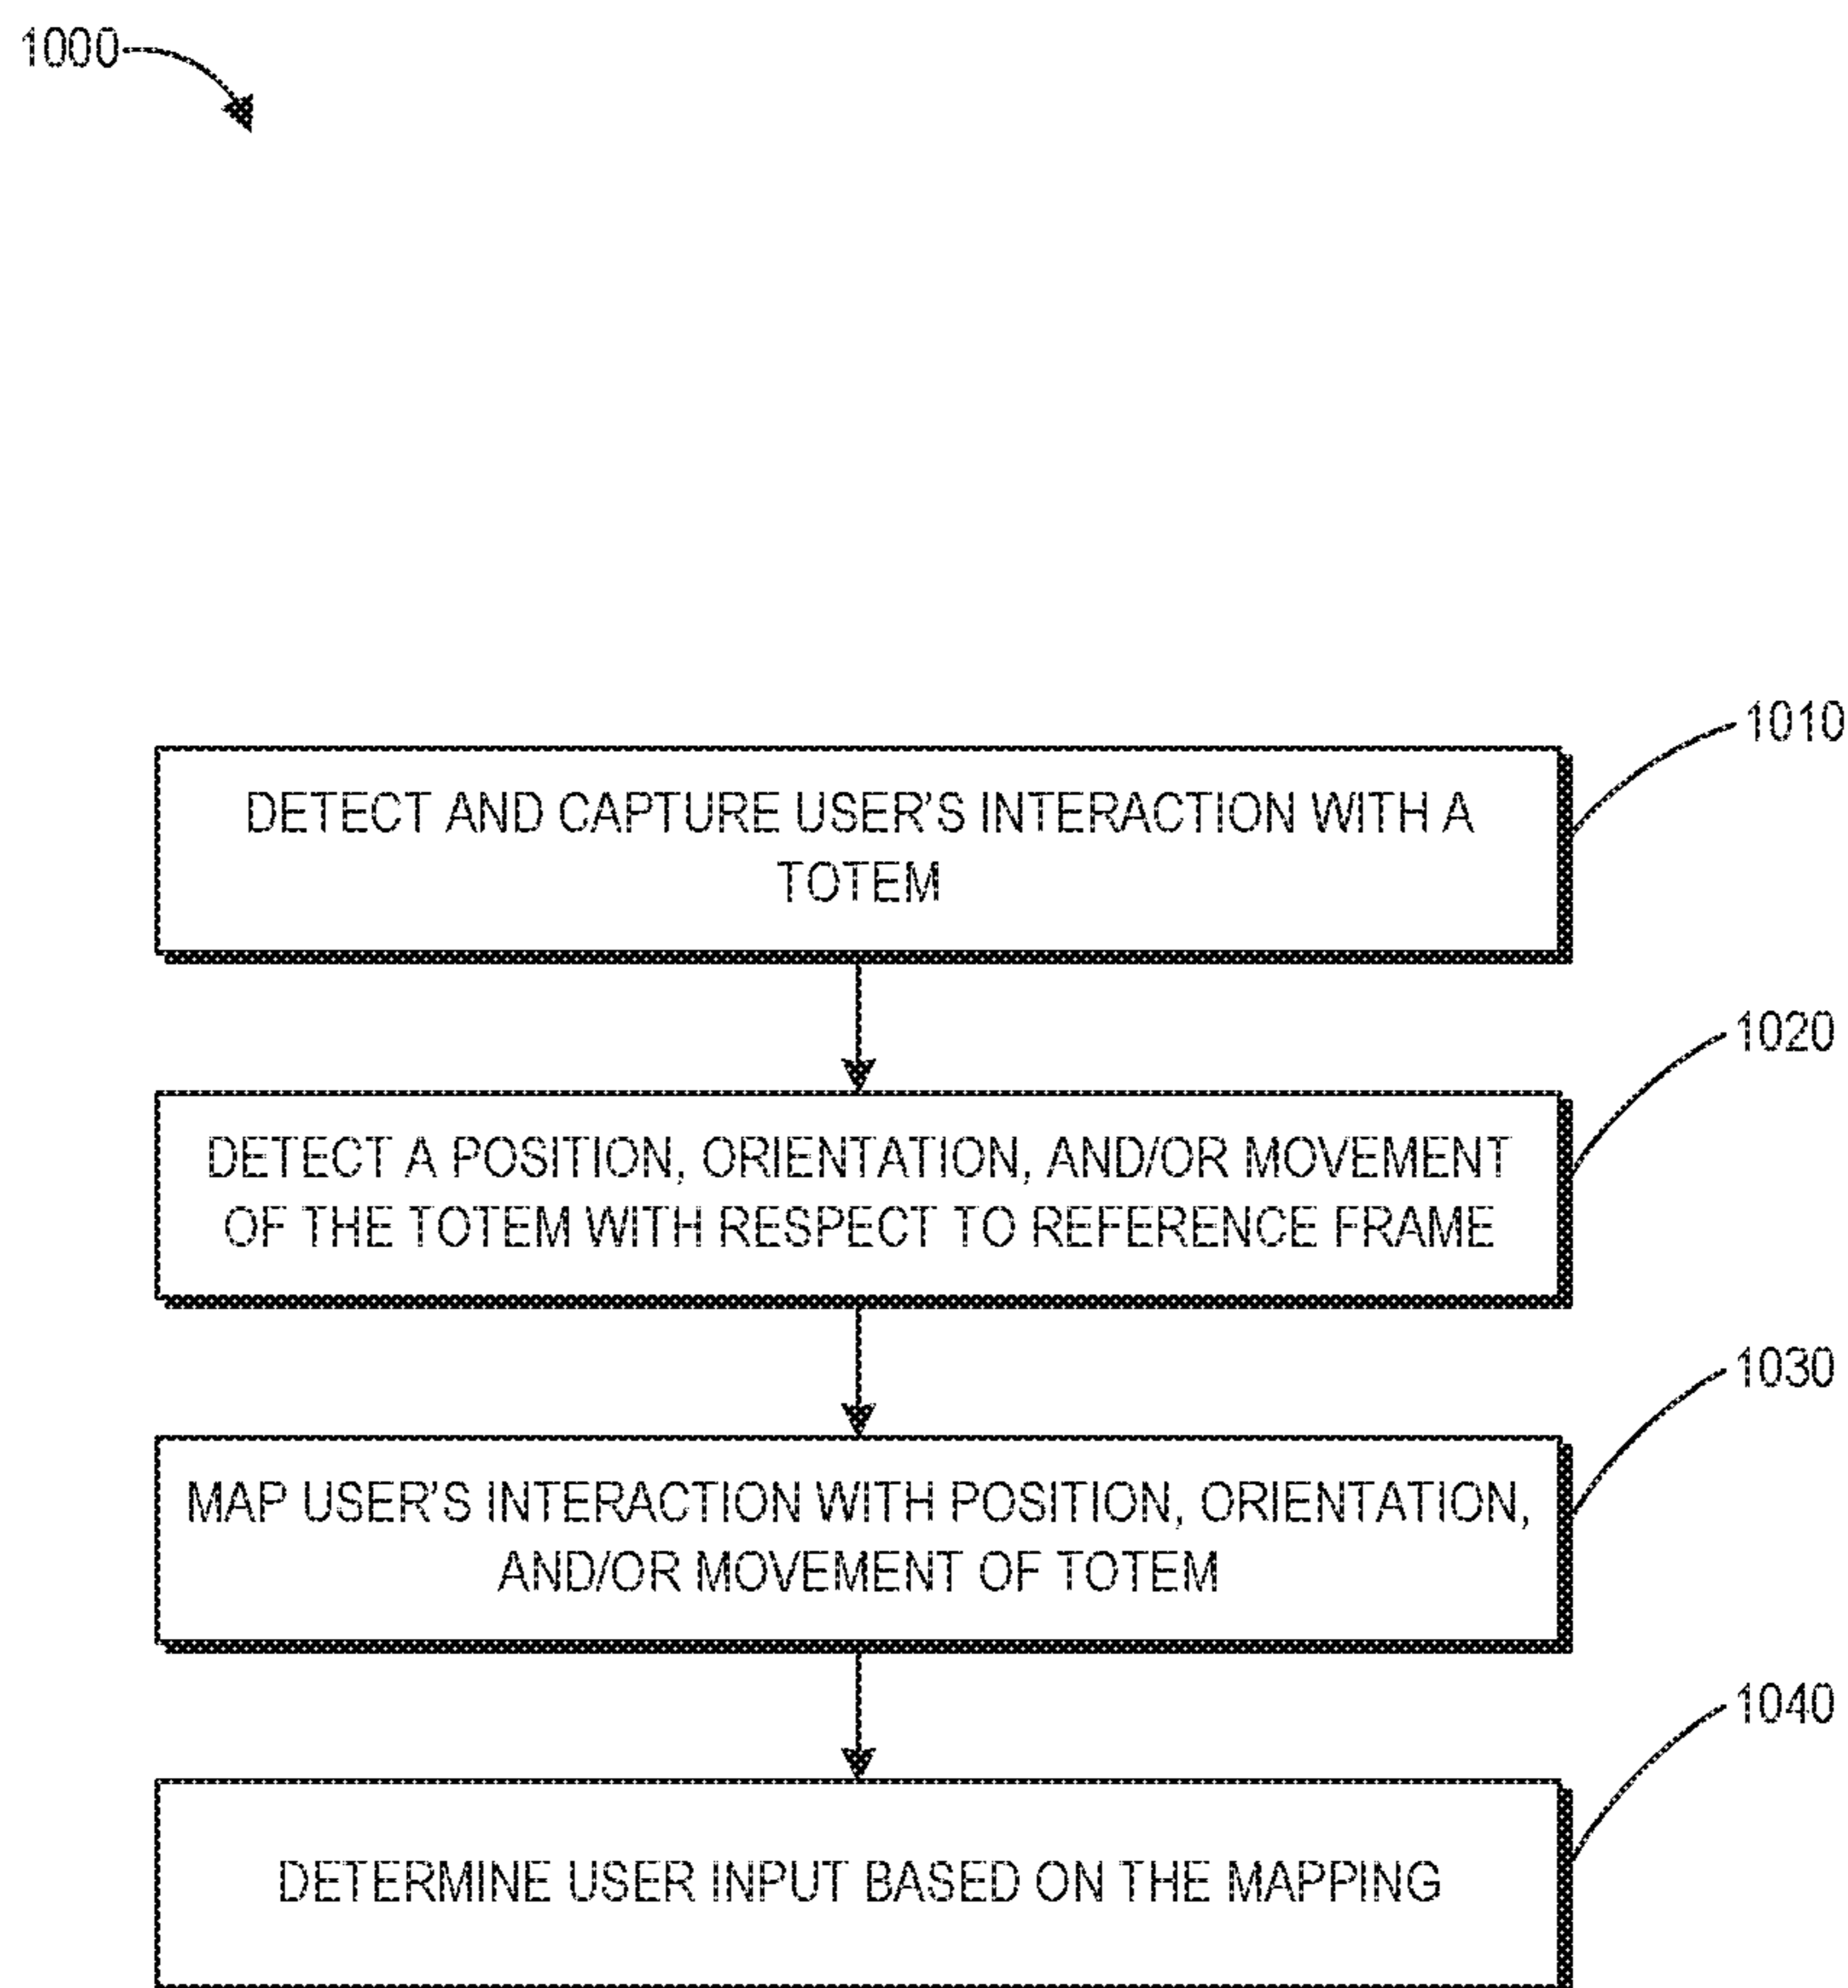 1000
1010
DETECT AND CAPTURE USER'S INTERACTION WITH A
TOTEM
1020
DETECT A POSITION, ORIENTATION, AND/OR MOVEMENT
OF THE TOTEM WITH RESPECT TO REFERENCE FRAME
1030
MAP USER'S INTERACTION WITH POSITION, ORIENTATION,
AND/OR MOVEMENT OF TOTEM
1040
DETERMINE USER INPUT BASED ON THE MAPPING